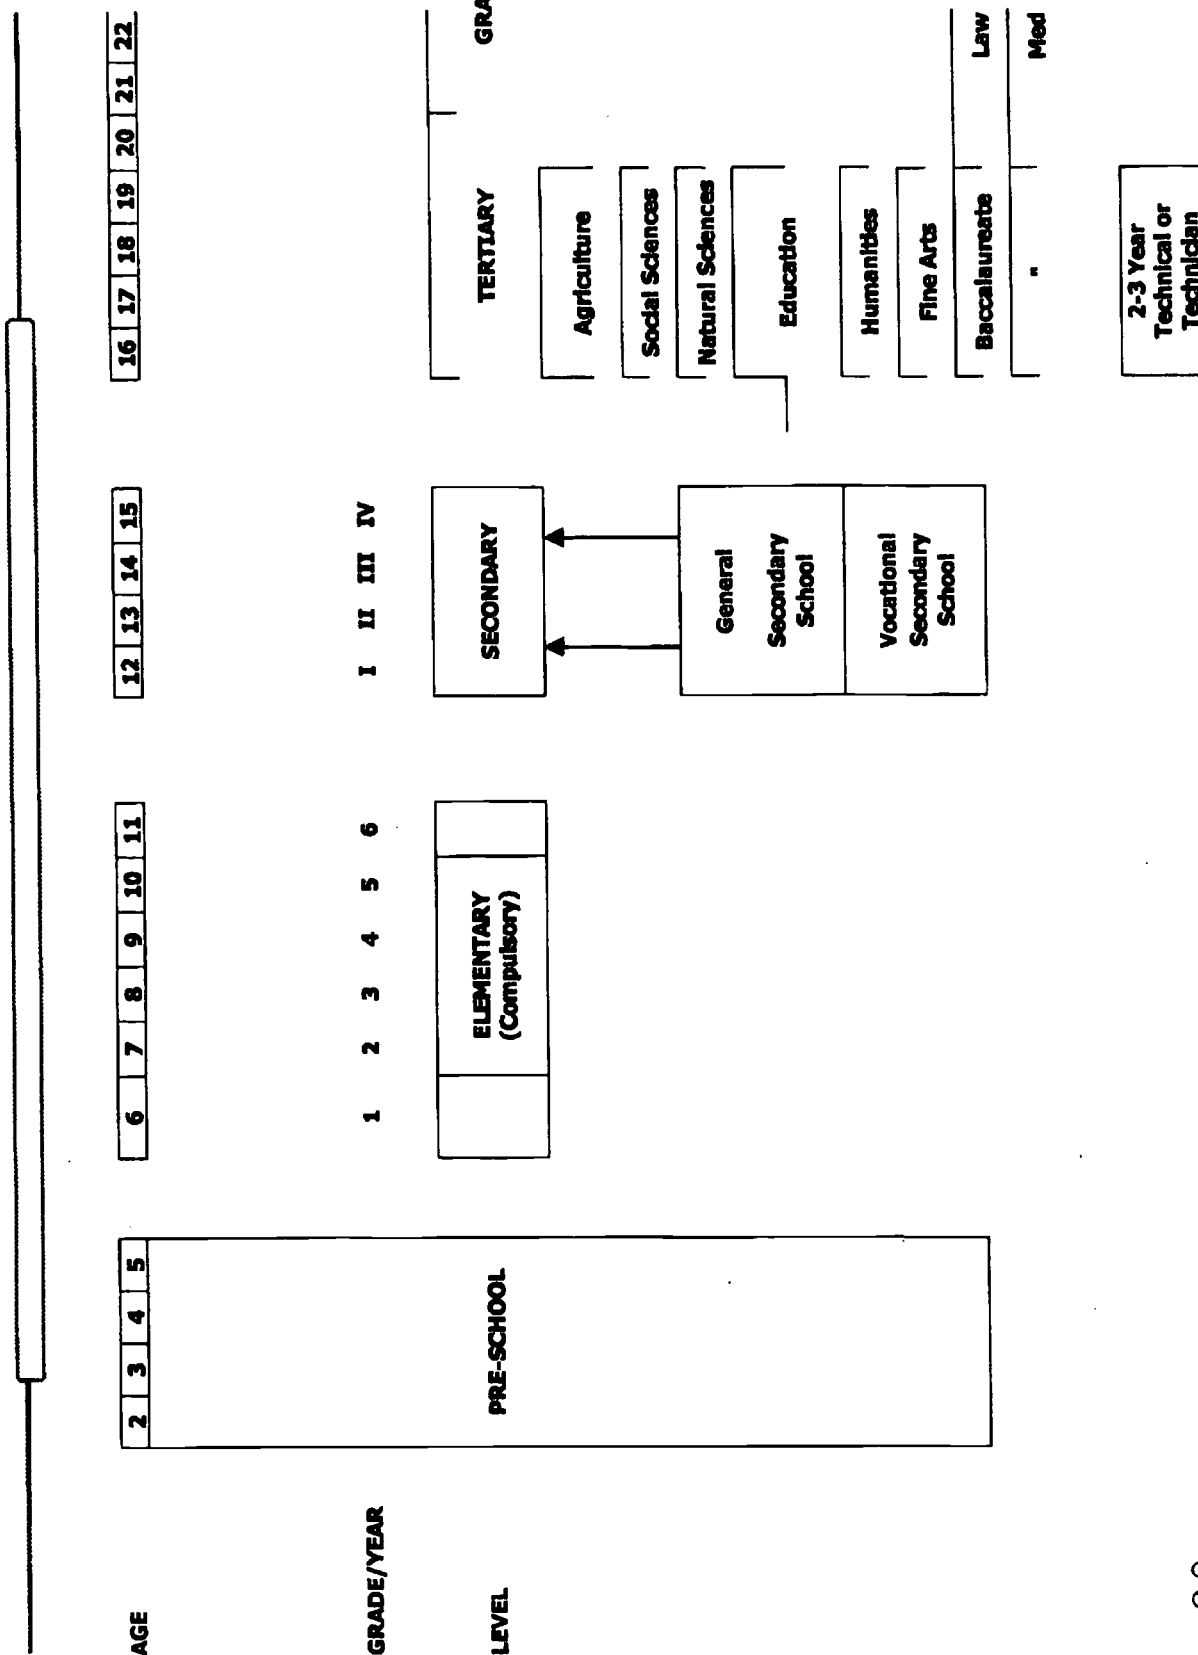 AGE
2 3 4 5
6 7 8 9 10 11
12 13 14 15
16 17 18 19 20 21 22
GRADE/YEAR
1 2 3 4 5 6
I II III IV
LEVEL
PRE-SCHOOL
ELEMENTARY
(Compulsory)
SECONDARY
TERTIARY
GRA
General
Secondary
School
Vocational
Secondary
School
Agriculture
Social Sciences
Natural Sciences
Education
Humanities
Fine Arts
Baccalaureate
Law
"
Med
2-3 Year
Technical or
Technician